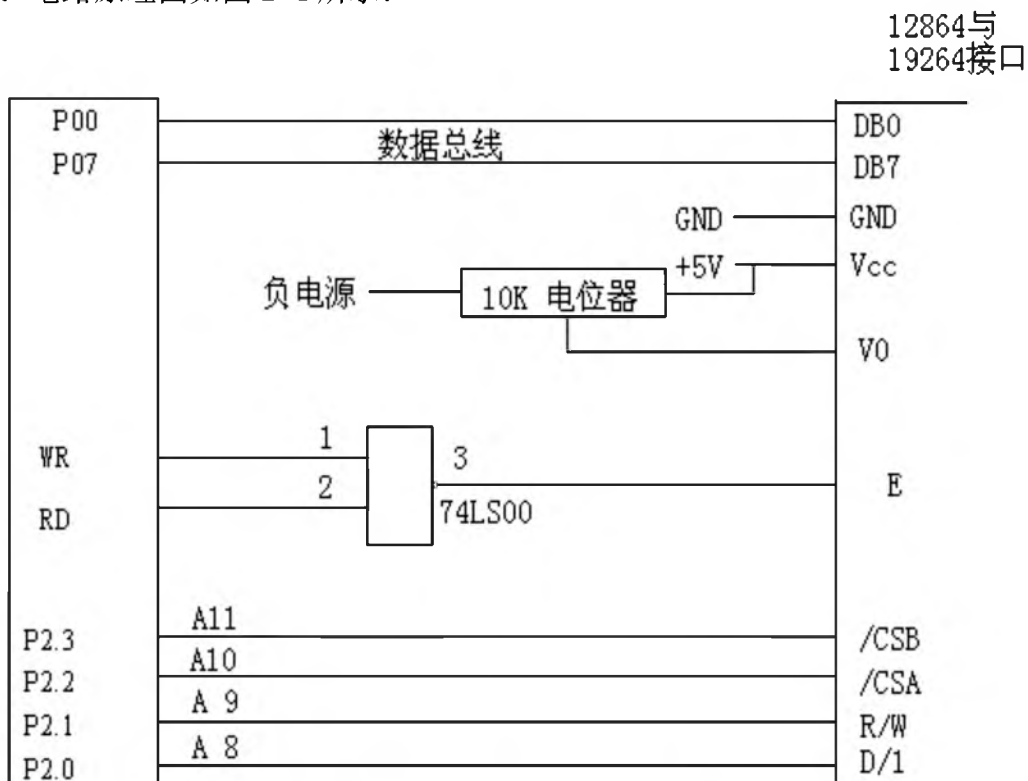 12864与
19264接口
P00
数据总线
DB0
P07
DB7
GND
GND
+5V
Vcc
负电源
10K 电位器
V0
WR
1
3
E
2
74LS00
RD
A11
P2.3
/CSB
A10
P2.2
/CSA
A 9
P2.1
R/W
A 8
P2.0
D/1